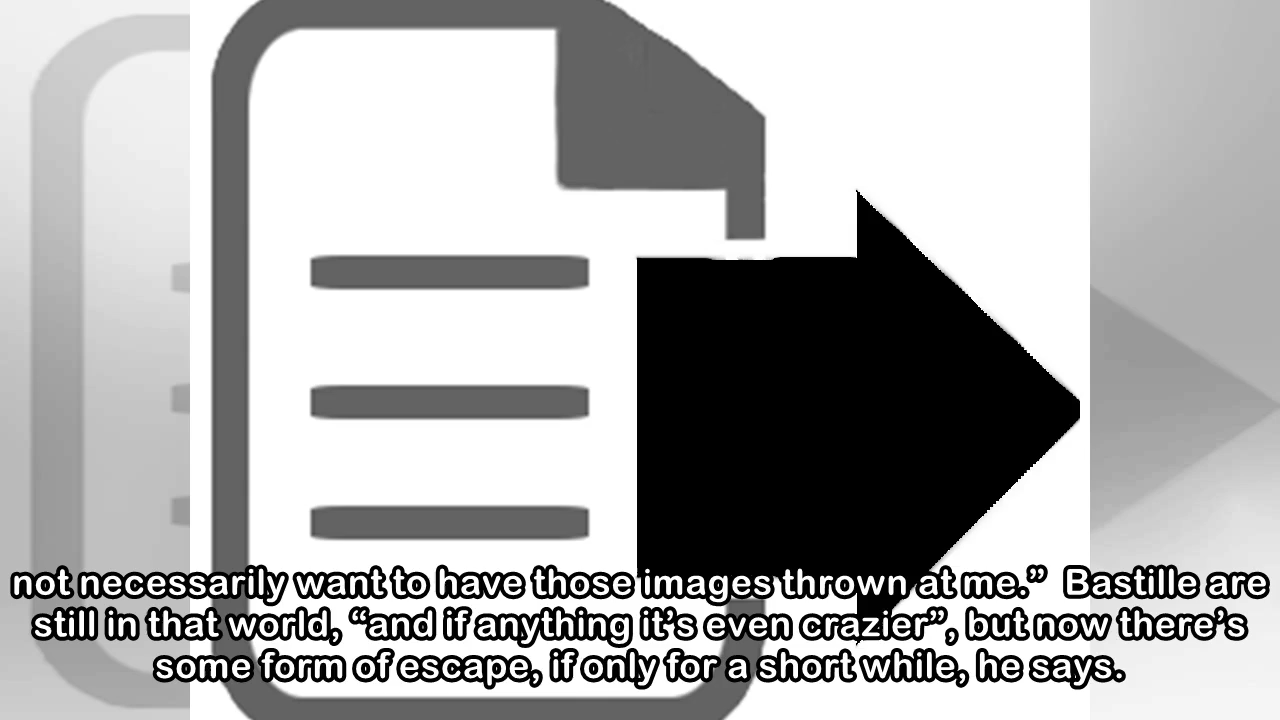 not necessarily want to have those images thrown at me.”  Bastille are
still in that world, “and if anything it’s even crazier”, but now there’s
some form of escape, if only for a short while, he says.